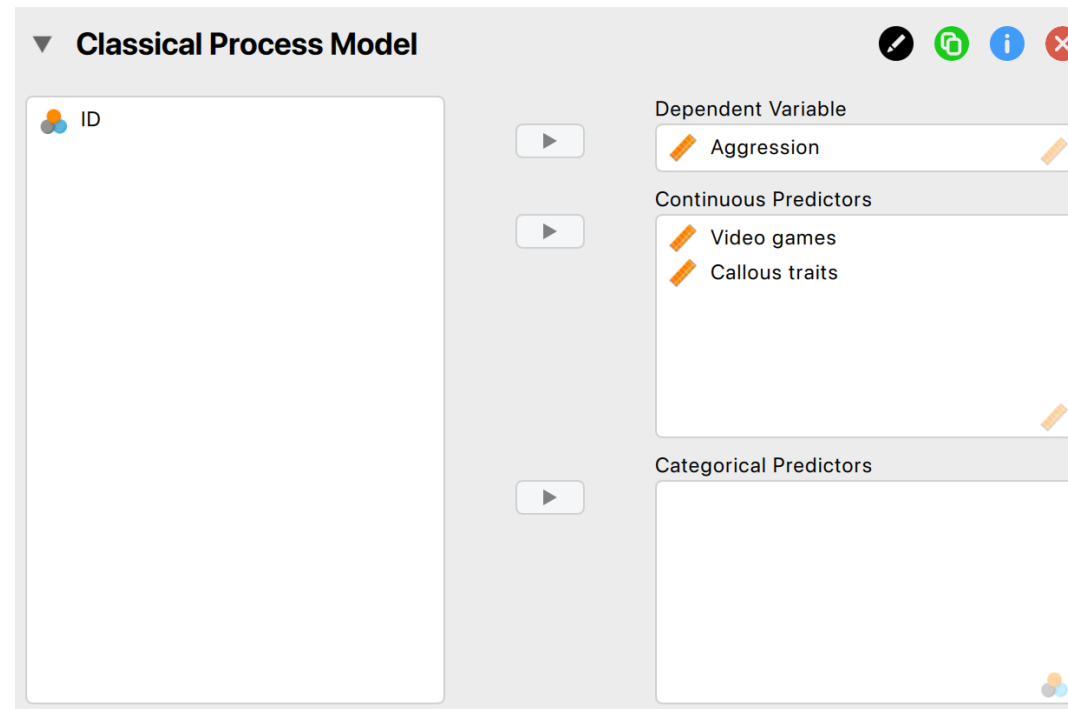 Classical Process Model
ID
Dependent Variable
Aggression
Continuous Predictors
Video games
Callous traits
Categorical Predictors